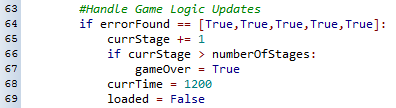 63 #Handle Game Logic Updates
64 if errorFound == [True,True,True,True,True]:
65 currStage += 1
66 if currStage > numberOfStages:
67 gameOver = True
68 currTime = 1200
69 loaded = False